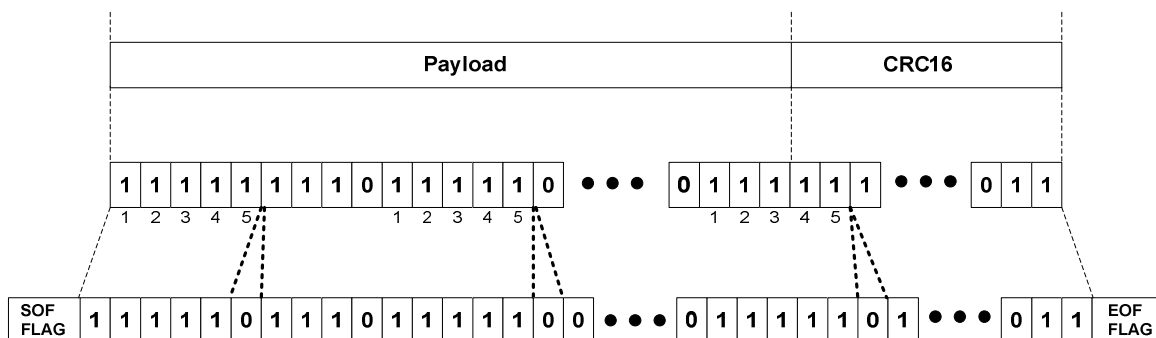 Payload CRC16
1 1 1 1 1 1 1 1 0 1 1 1 1 1 0 0 1 1 1 1 1 1 0 1 1
1 2 3 4 5 1 2 3 4 5 1 2 3 4 5
SOF FLAG
1 1 1 1 1 0 1 1 1 0 1 1 1 1 1 0 0 0 1 1 1 1 1 0 1 0 1 1
EOF FLAG